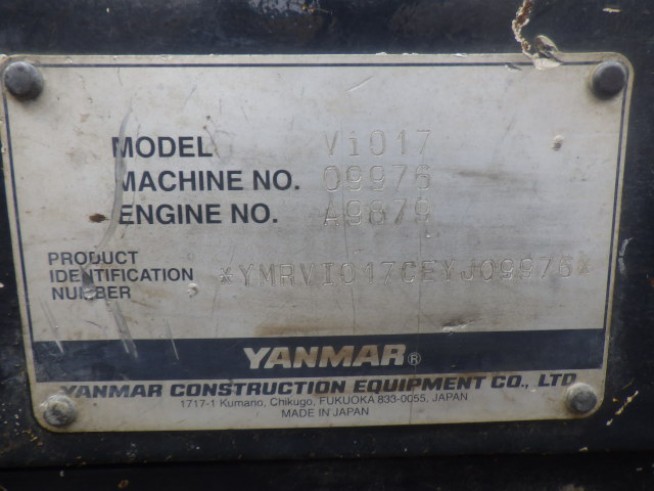 MODEL ViO17
MACHINE NO. 09976
ENGINE NO. A9879
PRODUCT
IDENTIFICATION
NUMBER
*YMRVIO17CEYJ09976*
YANMAR®
YANMAR CONSTRUCTION EQUIPMENT CO., LTD
1717-1 Kumano, Chikugo, FUKUOKA 833-0055, JAPAN
MADE IN JAPAN